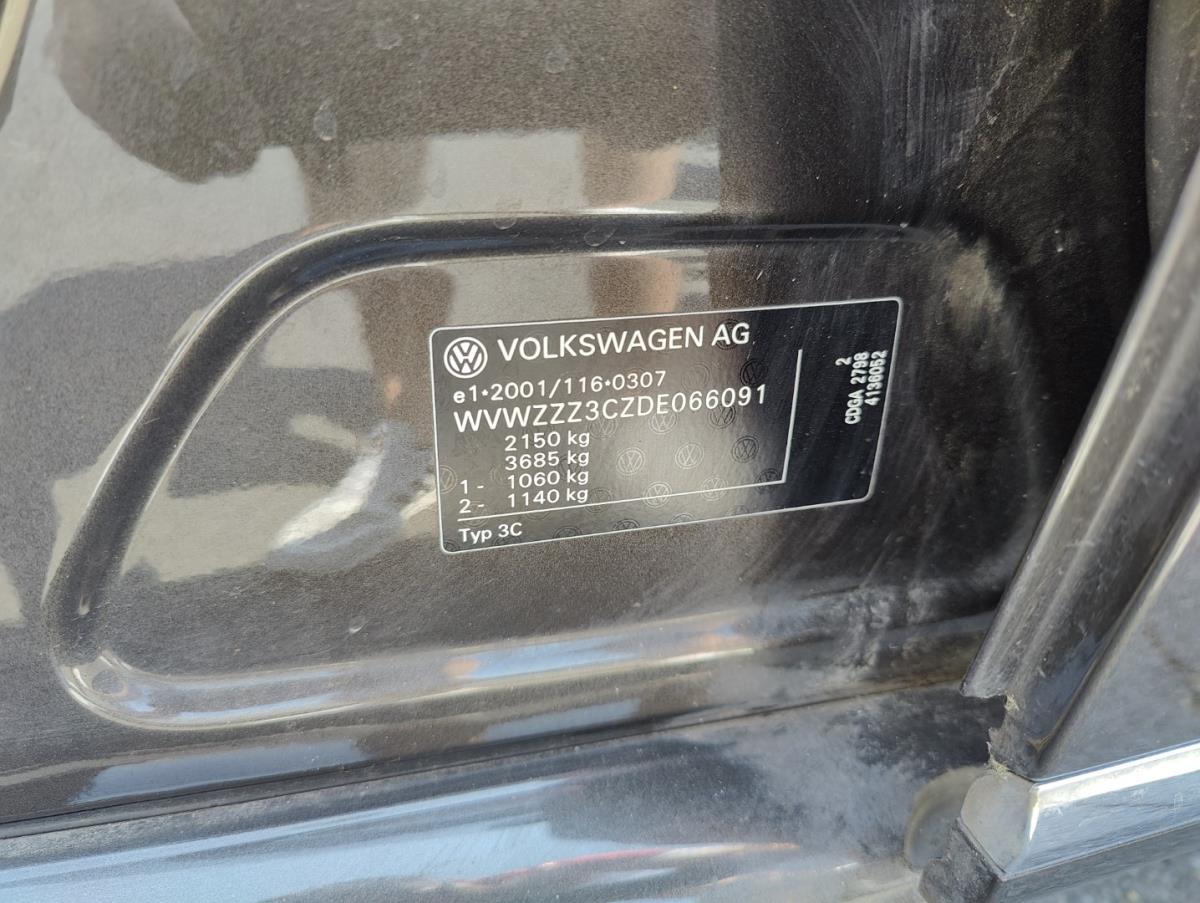 VOLKSWAGEN AG
e1*2001/116*0307
WVWZZZ3CZDE066091
2150 kg
3685 kg
1- 1060 kg
2- 1140 kg
Typ 3C
2
CDGA 2798
4136052